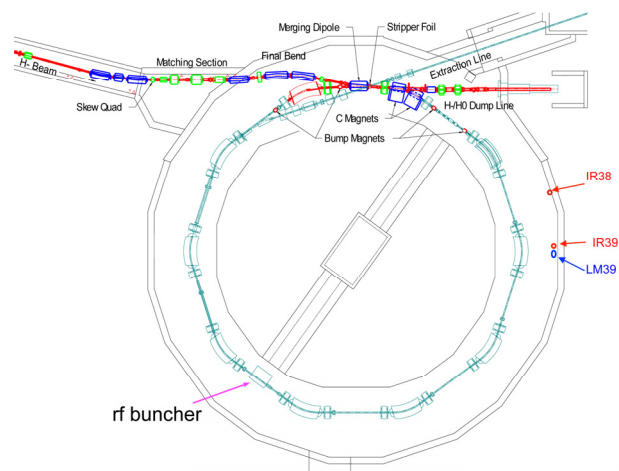 Merging Dipole
Stripper Foil
Final Bend
Matching Section
H- Beam
Extraction Line
Skew Quad
C Magnets
H-/H0 Dump Line
Bump Magnets
IR38
IR39
LM39
rf buncher